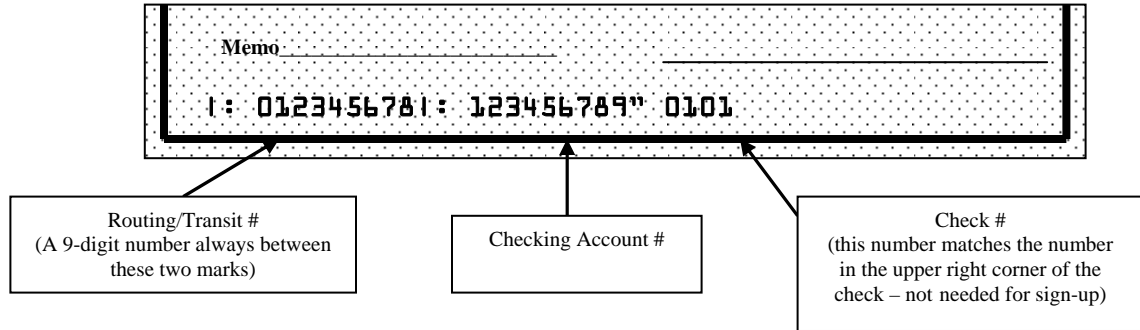 Memo
|: 012345678|: 123456789" 0101
Routing/Transit #
(A 9-digit number always between
these two marks)
Checking Account #
Check #
(this number matches the number
in the upper right corner of the
check – not needed for sign-up)